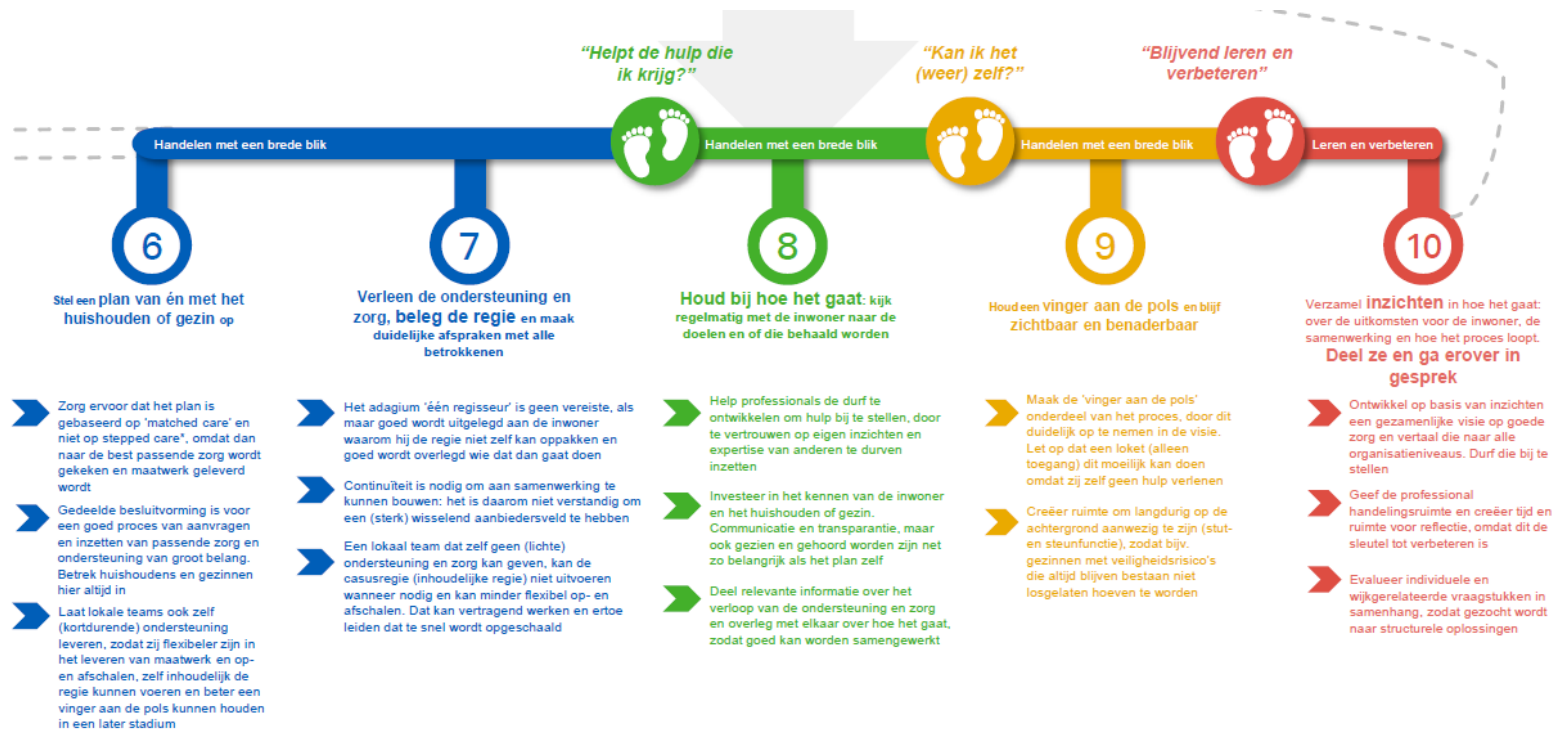 “Helpt de hulp die
ik krijg?”
“Kan ik het
(weer) zelf?”
“Blijvend leren en
verbeteren”
Handelen met een brede blik
Handelen met een brede blik
Handelen met een brede blik
Leren en verbeteren
6
Stel een plan van én met het
huishouden of gezin op
Zorg ervoor dat het plan is
gebaseerd op ‘matched care’ en
niet op stepped care*, omdat dan
naar de best passende zorg wordt
gekeken en maatwerk geleverd
wordt
Gedeelde besluitvorming is voor
een goed proces van aanvragen
en inzetten van passende zorg en
ondersteuning van groot belang.
Betrek huishoudens en gezinnen
hier altijd in
Laat lokale teams ook zelf
(kortdurende) ondersteuning
leveren, zodat zij flexibeler zijn in
het leveren van maatwerk en op-
en afschalen, zelf inhoudelijk de
regie kunnen voeren en beter een
vinger aan de pols kunnen houden
in een later stadium
7
Verleen de ondersteuning en
zorg, beleg de regie en maak
duidelijke afspraken met alle
betrokkenen
Het adagium ‘één regisseur’ is geen vereiste, als
maar goed wordt uitgelegd aan de inwoner
waarom hij de regie niet zelf kan oppakken en
goed wordt overlegd wie dat dan gaat doen
Continuïteit is nodig om aan samenwerking te
kunnen bouwen: het is daarom niet verstandig om
een (sterk) wisselend aanbiedersveld te hebben
Een lokaal team dat zelf geen (lichte)
ondersteuning en zorg kan geven, kan de
casusregie (inhoudelijke regie) niet uitvoeren
wanneer nodig en kan minder flexibel op- en
afschalen. Dat kan vertragend werken en ertoe
leiden dat te snel wordt opgeschaald
8
Houd bij hoe het gaat: kijk
regelmatig met de inwoner naar de
doelen en of die behaald worden
Help professionals de durf te
ontwikkelen om hulp bij te stellen, door
te vertrouwen op eigen inzichten en
expertise van anderen te durven
inzetten
Investeer in het kennen van de inwoner
en het huishouden of gezin.
Communicatie en transparantie, maar
ook gezien en gehoord worden zijn net
zo belangrijk als het plan zelf
Deel relevante informatie over het
verloop van de ondersteuning en zorg
en overleg met elkaar over hoe het gaat,
zodat goed kan worden samengewerkt
9
Houd een vinger aan de pols en blijf
zichtbaar en benaderbaar
Maak de ‘vinger aan de pols’
onderdeel van het proces, door dit
duidelijk op te nemen in de visie.
Let op dat een loket (alleen
toegang) dit moeilijk kan doen
omdat zij zelf geen hulp verlenen
Creëer ruimte om langdurig op de
achtergrond aanwezig te zijn (stut-
en steunfunctie), zodat bijv.
gezinnen met veiligheidsrisico’s
die altijd blijven bestaan niet
losgelaten hoeven te worden
10
Verzamel inzichten in hoe het gaat:
over de uitkomsten voor de inwoner, de
samenwerking en hoe het proces loopt.
Deel ze en ga erover in
gesprek
Ontwikkel op basis van inzichten
een gezamenlijke visie op goede
zorg en vertaal die naar alle
organisatieniveaus. Durf die bij te
stellen
Geef de professional
handelingsruimte en creëer tijd en
ruimte voor reflectie, omdat dit de
sleutel tot verbeteren is
Evalueer individuele en
wijkgerelateerde vraagstukken in
samenhang, zodat gezocht wordt
naar structurele oplossingen